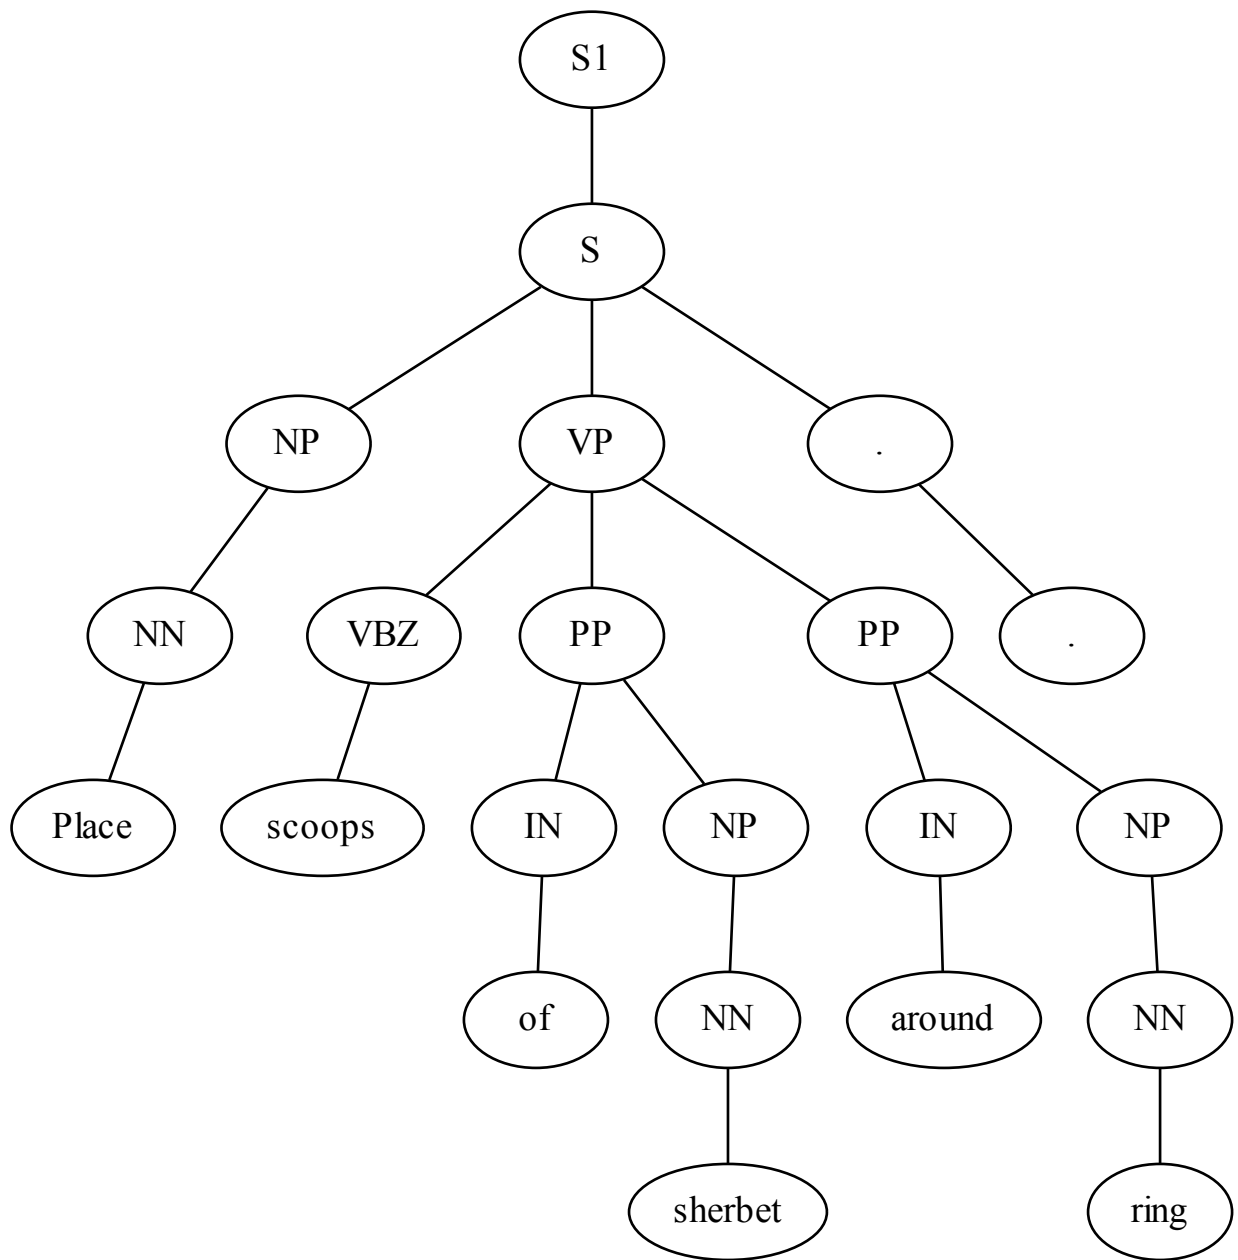 S1
S
NP VP .
NN VBZ PP PP .
Place scoops IN NP IN NP
of NN around NN
sherbet ring